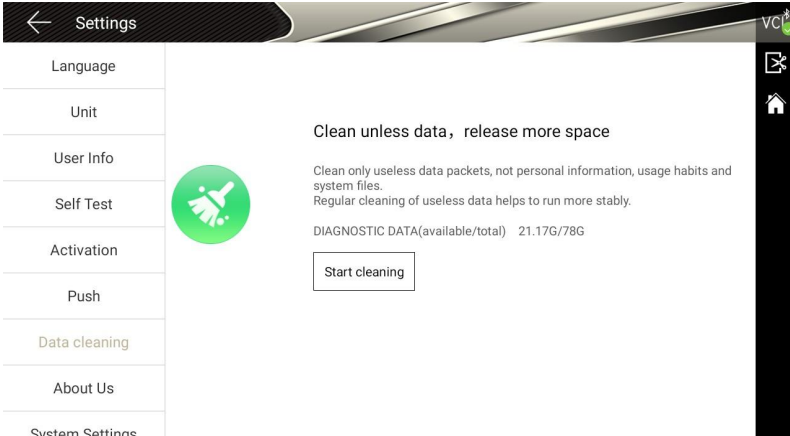 Settings
VCI
Language
Unit
User Info
Self Test
Activation
Push
Data cleaning
About Us
System Settings
Clean unless data，release more space
Clean only useless data packets, not personal information, usage habits and
system files.
Regular cleaning of useless data helps to run more stably.
DIAGNOSTIC DATA(available/total) 21.17G/78G
Start cleaning